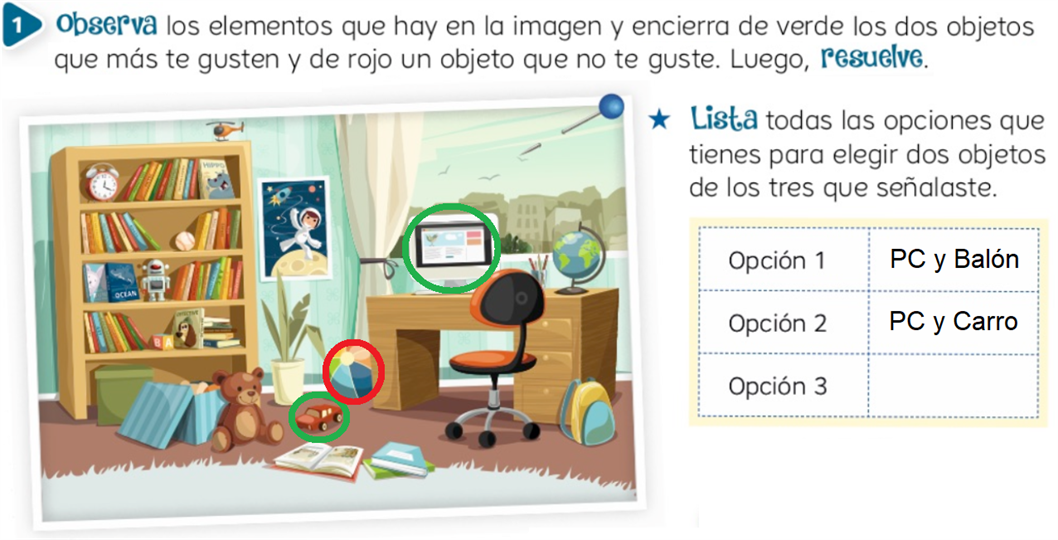 1 Observa los elementos que hay en la imagen y encierra de verde los dos objetos
que más te gusten y de rojo un objeto que no te guste. Luego, resuelve.
★ Lista todas las opciones que
tienes para elegir dos objetos
de los tres que señalaste.
Opción 1 PC y Balón
Opción 2 PC y Carro
Opción 3
HIPPO
OCEAN
DETECTIVE
B A